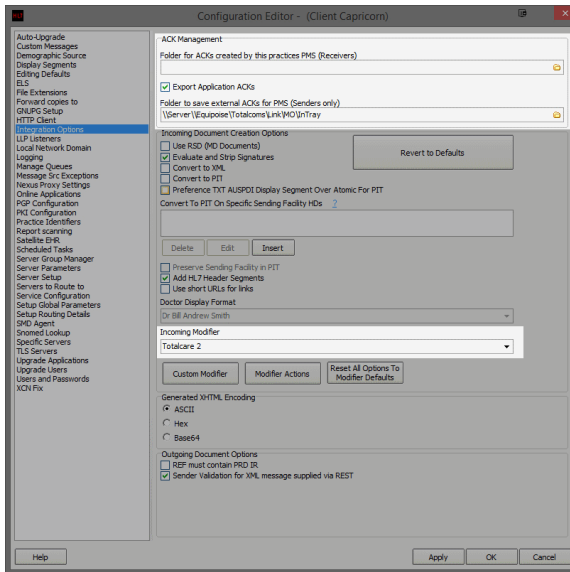 Configuration Editor - (Client Capricorn)
Auto-Upgrade
Custom Messages
Demographic Source
Display Segments
Editing Defaults
ELS
File Extensions
Forward copies to
GNUPG Setup
HTTP Client
Integration Options
LLP Listeners
Local Network Domain
Logging
Manage Queues
Message Src Exceptions
Nexus Proxy Settings
Online Applications
PGP Configuration
PKI Configuration
Practice Identifiers
Report scanning
Satellite EHR
Scheduled Tasks
Server Group Manager
Server Parameters
Server Setup
Servers to Route to
Service Configuration
Setup Global Parameters
Setup Routing Details
SMD Agent
Snomed Lookup
Specific Servers
TLS Servers
Upgrade Applications
Upgrade Users
Users and Passwords
XCN Fix
ACK Management
Folder for ACKs created by this practices PMS (Receivers)
Export Application ACKs
Folder to save external ACKs for PMS (Senders only)
\\Server\\Equipoise\Totalcoms\Link\MO\InTray
Incoming Document Creation Options
Use RSD (MD Documents)
Evaluate and Strip Signatures
Convert to XML
Convert to PIT
Preference TXT AUSPDI Display Segment Over Atomic For PIT
Revert to Defaults
Convert To PIT On Specific Sending Facility HDs ?
Delete Edit Insert
Preserve Sending Facility in PIT
Add HL7 Header Segments
Use short URLs for links
Doctor Display Format
Dr Bill Andrew Smith
Incoming Modifier
Totalcare 2
Custom Modifier Modifier Actions Reset All Options To
Modifier Defaults
Generated XHTML Encoding
ASCII
Hex
Base64
Outgoing Document Options
REF must contain PRD IR
Sender Validation for XML message supplied via REST
Help Apply OK Cancel